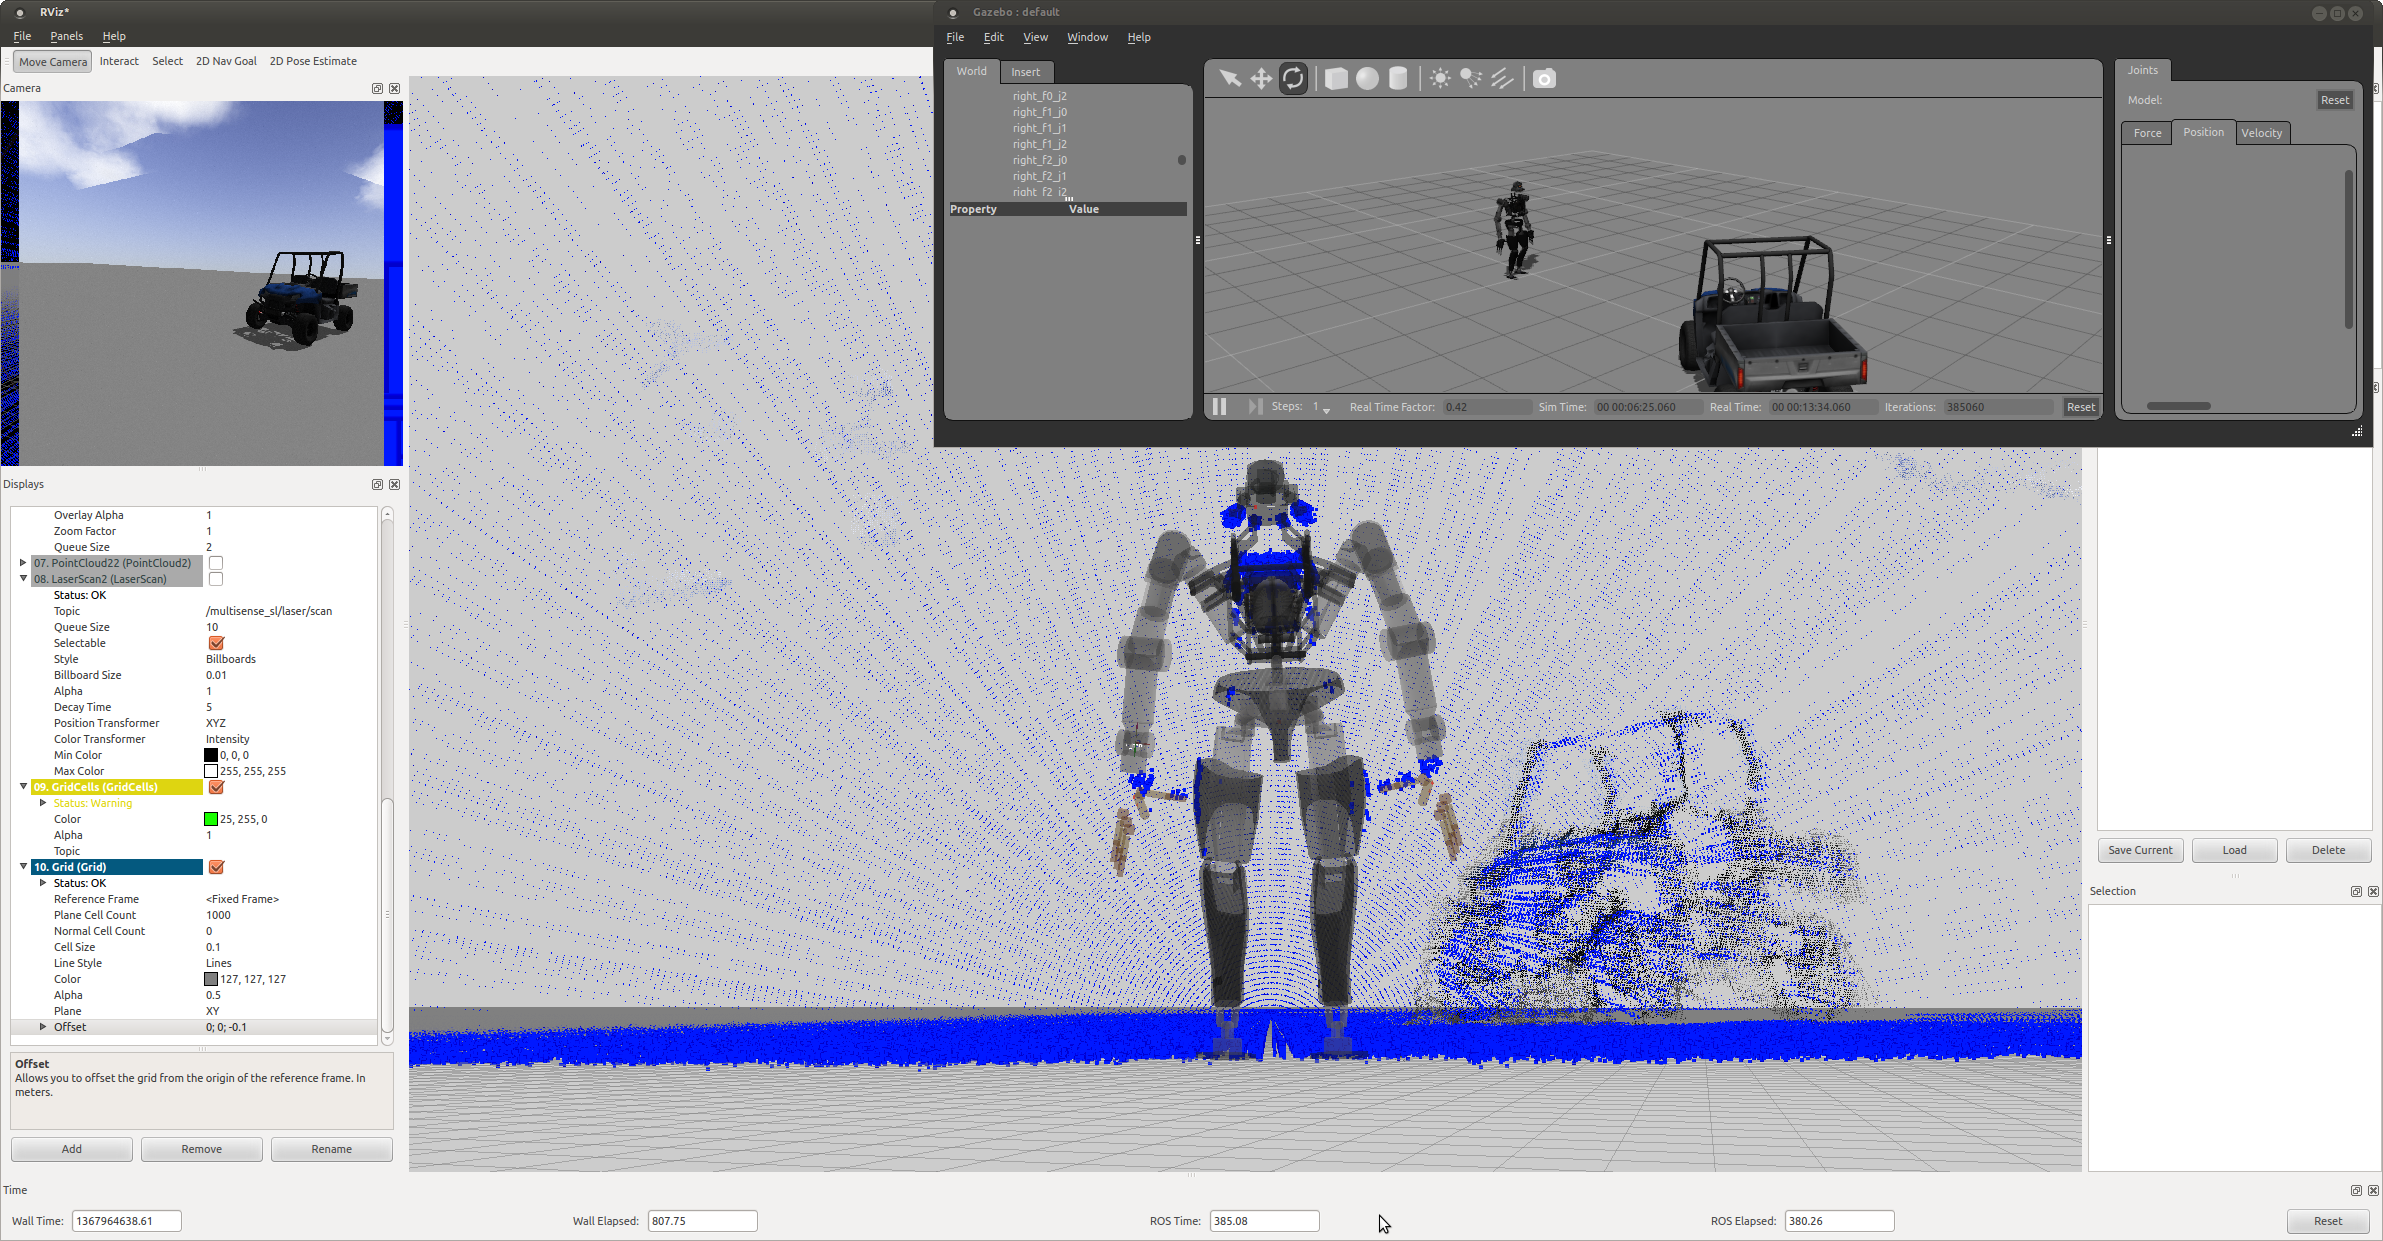 RViz*
File Panels Help
Move Camera Interact Select 2D Nav Goal 2D Pose Estimate
Camera
Displays
Overlay Alpha 1
Zoom Factor 1
Queue Size 2
07. PointCloud22 (PointCloud2)
08. LaserScan2 (LaserScan)
Status: OK
Topic /multisense_sl/laser/scan
Queue Size 10
Selectable
Style Billboards
Billboard Size 0.01
Alpha 1
Decay Time 5
Position Transformer XYZ
Color Transformer Intensity
Min Color 0, 0, 0
Max Color 255, 255, 255
09. GridCells (GridCells)
Status: Warning
Color 25, 255, 0
Alpha 1
Topic
10. Grid (Grid)
Status: OK
Reference Frame <Fixed Frame>
Plane Cell Count 1000
Normal Cell Count 0
Cell Size 0.1
Line Style Lines
Color 127, 127, 127
Alpha 0.5
Plane XY
Offset 0; 0; -0.1
Offset
Allows you to offset the grid from the origin of the reference frame. In
meters.
Add Remove Rename
Gazebo : default
File Edit View Window Help
World Insert
right_f0_j2
right_f1_j0
right_f1_j1
right_f1_j2
right_f2_j0
right_f2_j1
right_f2_j2
Property Value
Steps: 1 Real Time Factor: 0.42 Sim Time: 00 00:06:25.060 Real Time: 00 00:13:34.060 Iterations: 385060 Reset
Joints
Model: Reset
Force Position Velocity
Save Current Load Delete
Selection
Time
Wall Time: 1367964638.61 Wall Elapsed: 807.75 ROS Time: 385.08 ROS Elapsed: 380.26 Reset